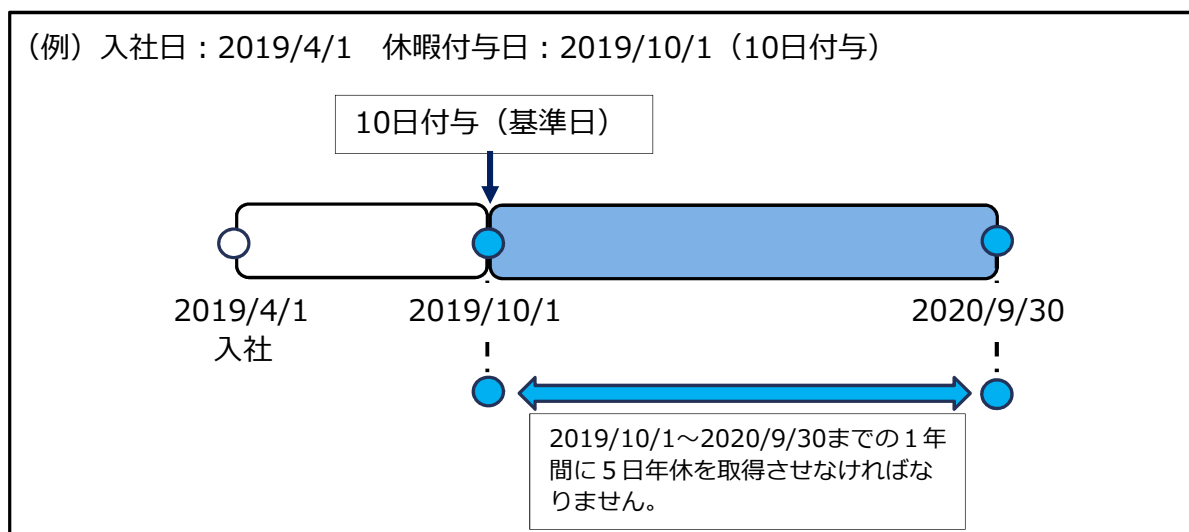 （例）入社日：2019/4/1　休暇付与日：2019/10/1（10日付与）
10日付与（基準日）
2019/4/1
入社
2019/10/1
2020/9/30
2019/10/1～2020/9/30までの１年
間に５日年休を取得させなければな
りません。